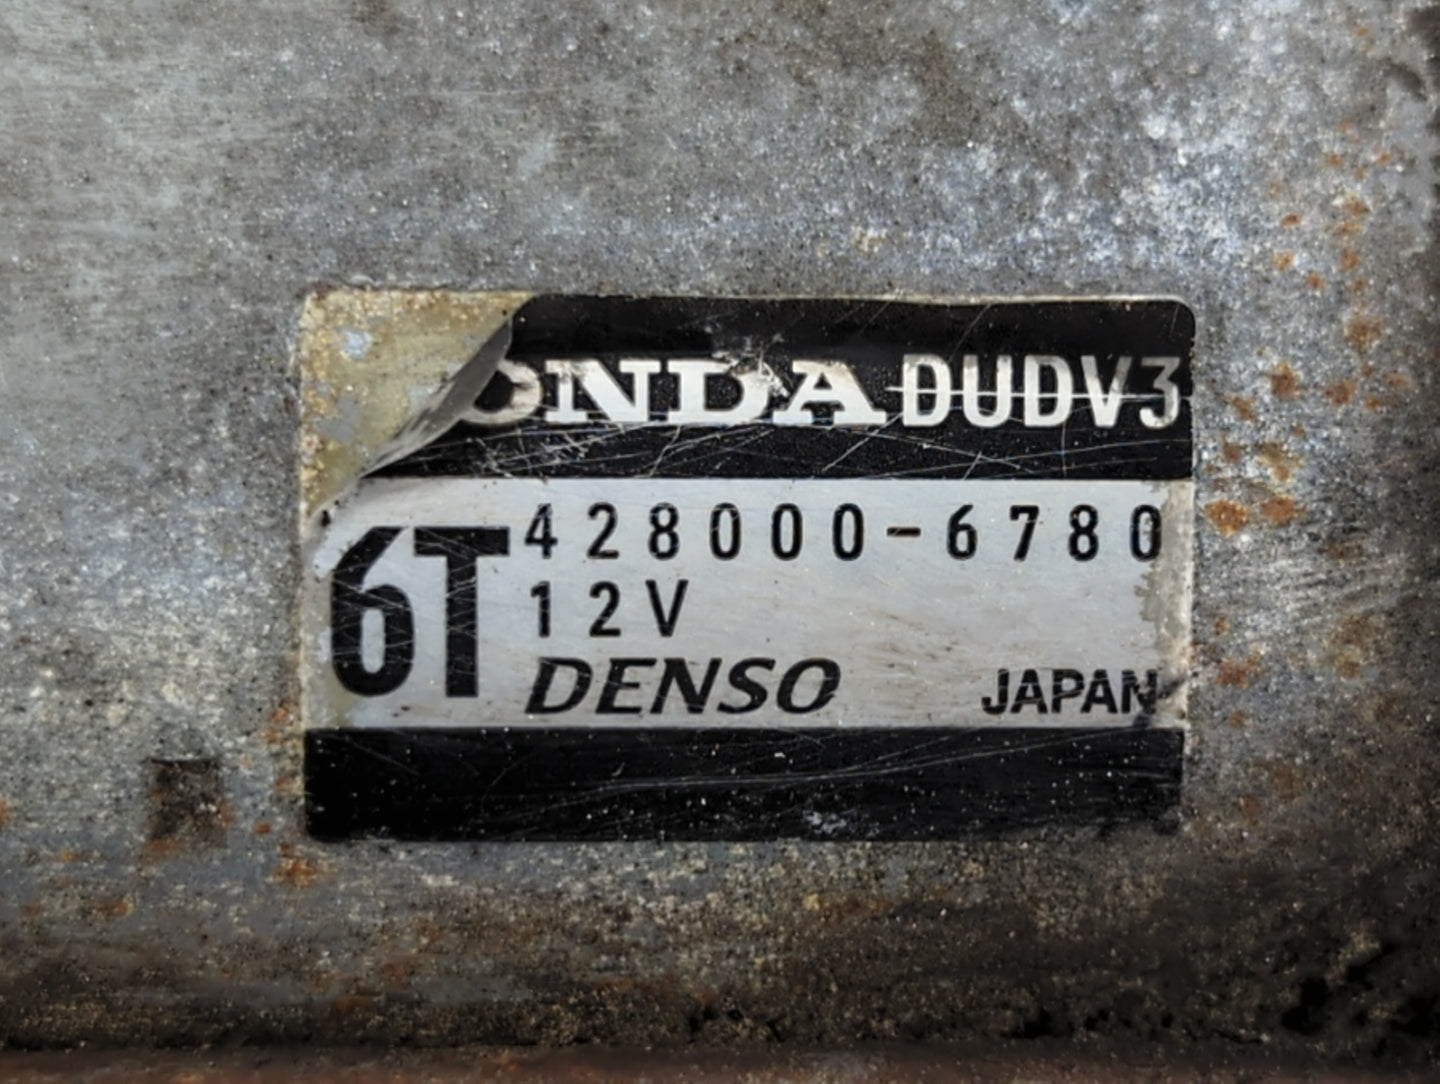 ONDA DUDV3
6T 428000-6780
12V
DENSO JAPAN